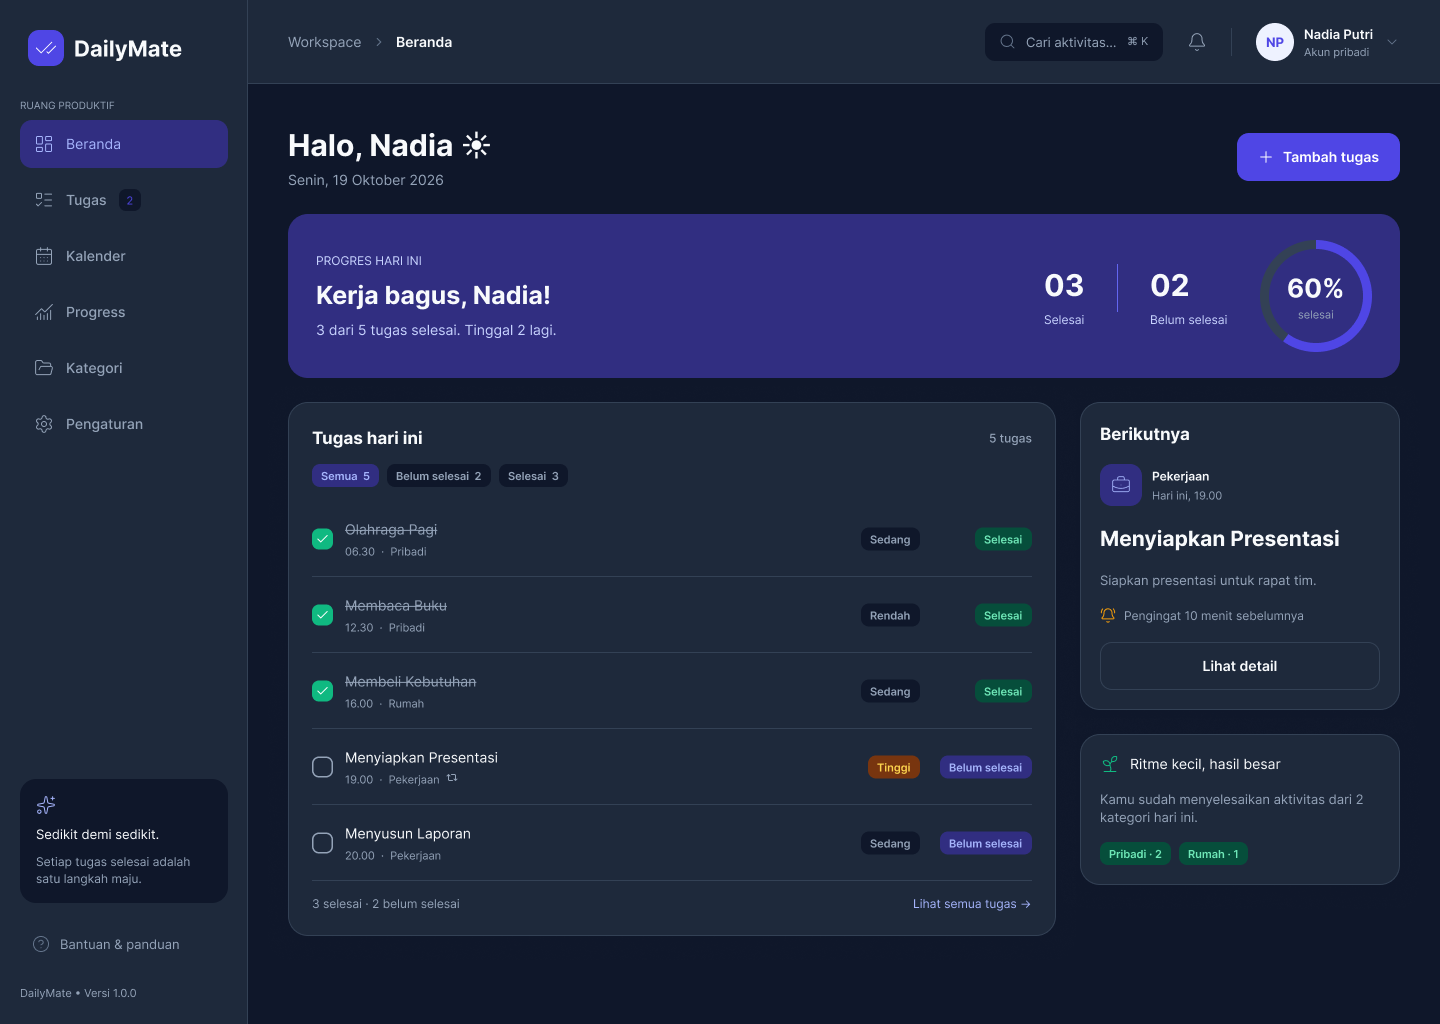 DailyMate
RUANG PRODUKTIF
Beranda
Tugas 2
Kalender
Progress
Kategori
Pengaturan
Sedikit demi sedikit.
Setiap tugas selesai adalah
satu langkah maju.
Bantuan & panduan
DailyMate • Versi 1.0.0
Workspace Beranda
Cari aktivitas... ⌘ K
NP
Nadia Putri
Akun pribadi
Halo, Nadia ☀
Senin, 19 Oktober 2026
+ Tambah tugas
PROGRES HARI INI
Kerja bagus, Nadia!
3 dari 5 tugas selesai. Tinggal 2 lagi.
03
Selesai
02
Belum selesai
60%
selesai
Tugas hari ini
5 tugas
Semua 5
Belum selesai 2
Selesai 3
Olahraga Pagi
06.30 · Pribadi
Sedang
Selesai
Membaca Buku
12.30 · Pribadi
Rendah
Selesai
Membeli Kebutuhan
16.00 · Rumah
Sedang
Selesai
Menyiapkan Presentasi
19.00 · Pekerjaan
Tinggi
Belum selesai
Menyusun Laporan
20.00 · Pekerjaan
Sedang
Belum selesai
3 selesai · 2 belum selesai
Lihat semua tugas →
Berikutnya
Pekerjaan
Hari ini, 19.00
Menyiapkan Presentasi
Siapkan presentasi untuk rapat tim.
Pengingat 10 menit sebelumnya
Lihat detail
Ritme kecil, hasil besar
Kamu sudah menyelesaikan aktivitas dari 2
kategori hari ini.
Pribadi · 2
Rumah · 1